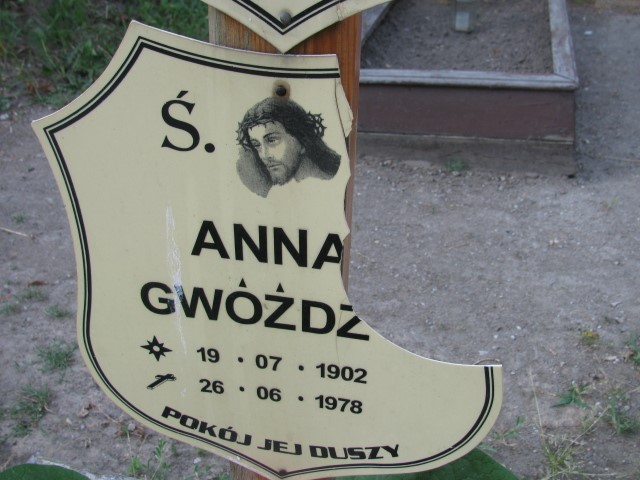 Ś.
ANNA
GWÓŹDŹ
19 · 07 · 1902
26 · 06 · 1978
POKÓJ JEJ DUSZY